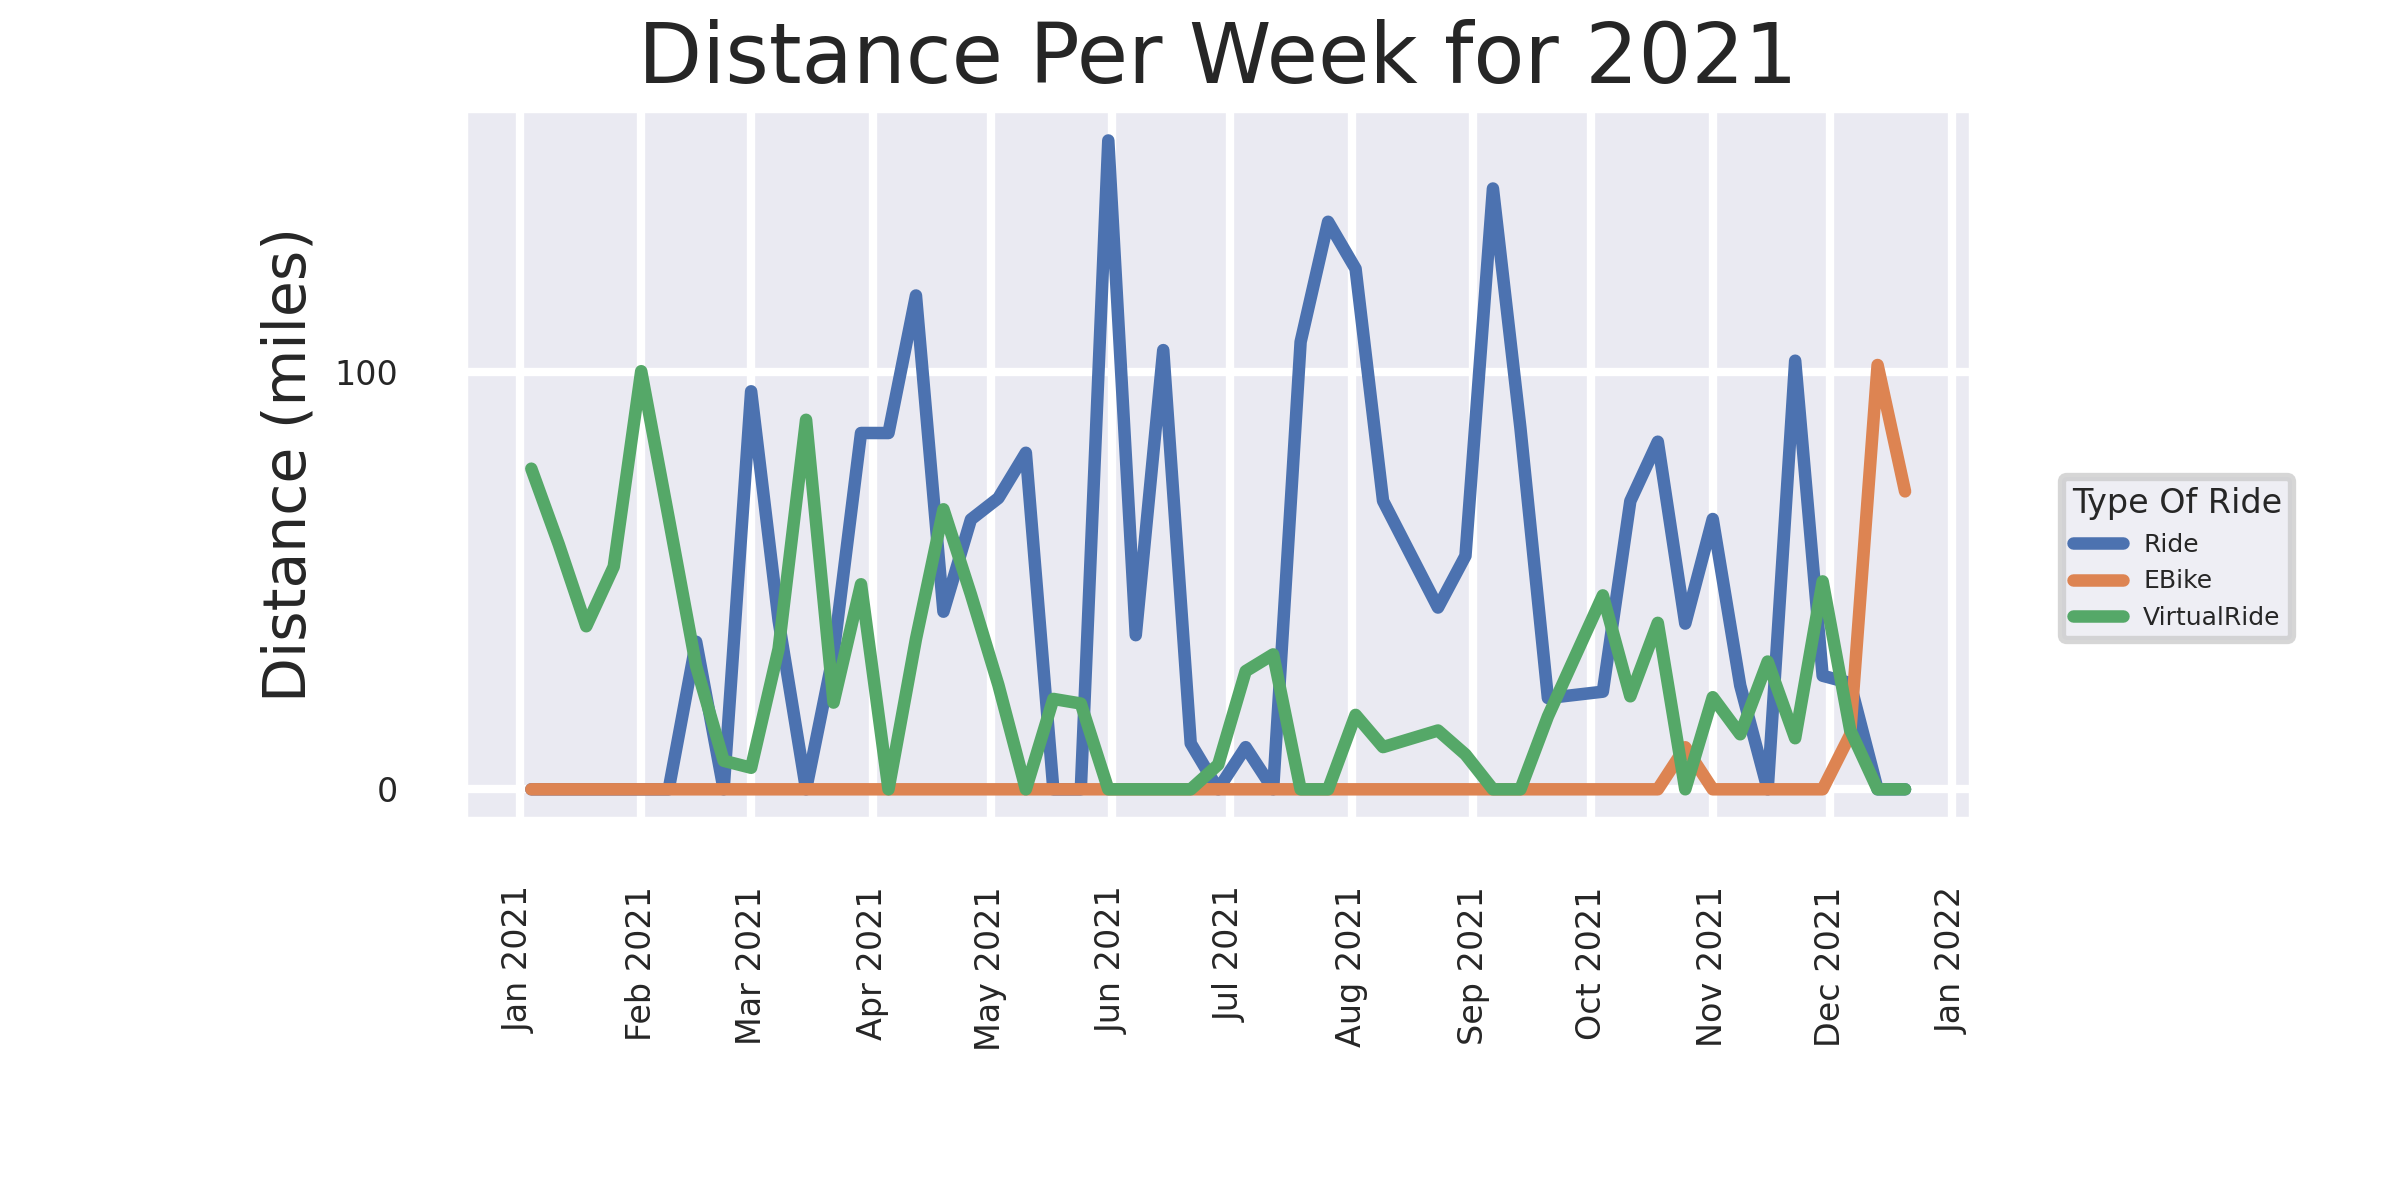 Distance Per Week for 2021
Distance (miles)
100
0
Jan 2021
Feb 2021
Mar 2021
Apr 2021
May 2021
Jun 2021
Jul 2021
Aug 2021
Sep 2021
Oct 2021
Nov 2021
Dec 2021
Jan 2022
Type Of Ride
Ride
EBike
VirtualRide